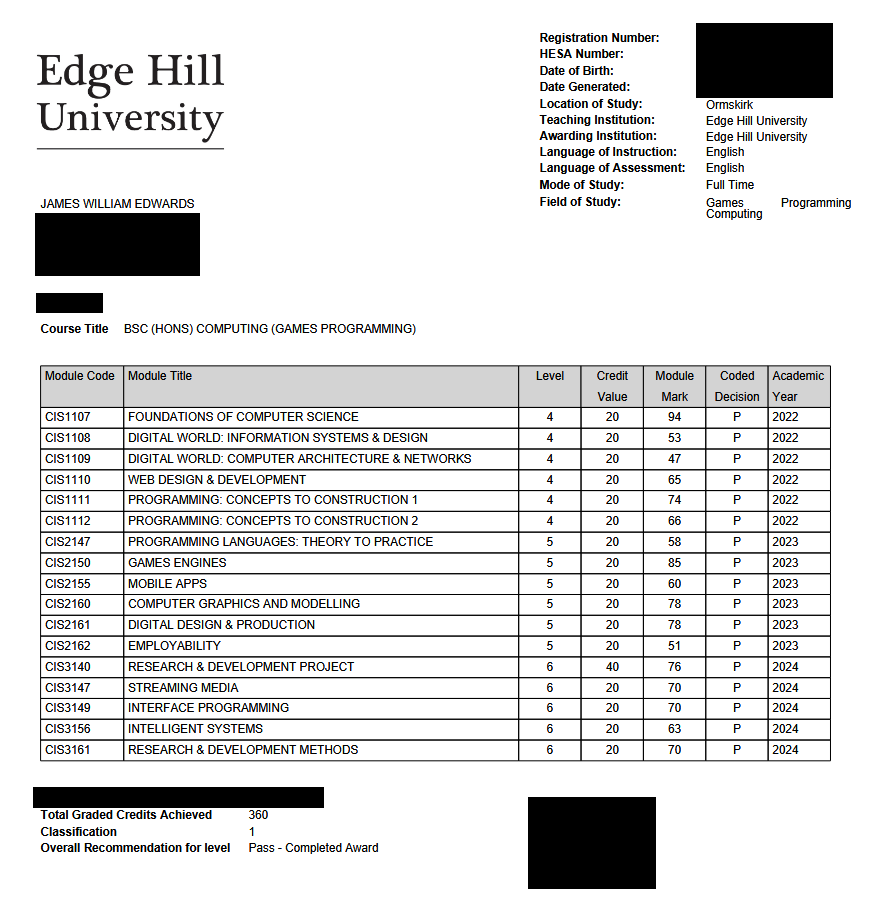 Edge Hill
University
Registration Number:
HESA Number:
Date of Birth:
Date Generated:
Location of Study: Ormskirk
Teaching Institution: Edge Hill University
Awarding Institution: Edge Hill University
Language of Instruction: English
Language of Assessment: English
Mode of Study: Full Time
Field of Study: Games Programming
Computing
JAMES WILLIAM EDWARDS
Course Title BSC (HONS) COMPUTING (GAMES PROGRAMMING)
Module Code Module Title Level Credit Module Coded Academic
Value Mark Decision Year
CIS1107 FOUNDATIONS OF COMPUTER SCIENCE 4 20 94 P 2022
CIS1108 DIGITAL WORLD: INFORMATION SYSTEMS & DESIGN 4 20 53 P 2022
CIS1109 DIGITAL WORLD: COMPUTER ARCHITECTURE & NETWORKS 4 20 47 P 2022
CIS1110 WEB DESIGN & DEVELOPMENT 4 20 65 P 2022
CIS1111 PROGRAMMING: CONCEPTS TO CONSTRUCTION 1 4 20 74 P 2022
CIS1112 PROGRAMMING: CONCEPTS TO CONSTRUCTION 2 4 20 66 P 2022
CIS2147 PROGRAMMING LANGUAGES: THEORY TO PRACTICE 5 20 58 P 2023
CIS2150 GAMES ENGINES 5 20 85 P 2023
CIS2155 MOBILE APPS 5 20 60 P 2023
CIS2160 COMPUTER GRAPHICS AND MODELLING 5 20 78 P 2023
CIS2161 DIGITAL DESIGN & PRODUCTION 5 20 78 P 2023
CIS2162 EMPLOYABILITY 5 20 51 P 2023
CIS3140 RESEARCH & DEVELOPMENT PROJECT 6 40 76 P 2024
CIS3147 STREAMING MEDIA 6 20 70 P 2024
CIS3149 INTERFACE PROGRAMMING 6 20 70 P 2024
CIS3156 INTELLIGENT SYSTEMS 6 20 63 P 2024
CIS3161 RESEARCH & DEVELOPMENT METHODS 6 20 70 P 2024
Total Graded Credits Achieved 360
Classification 1
Overall Recommendation for level Pass - Completed Award